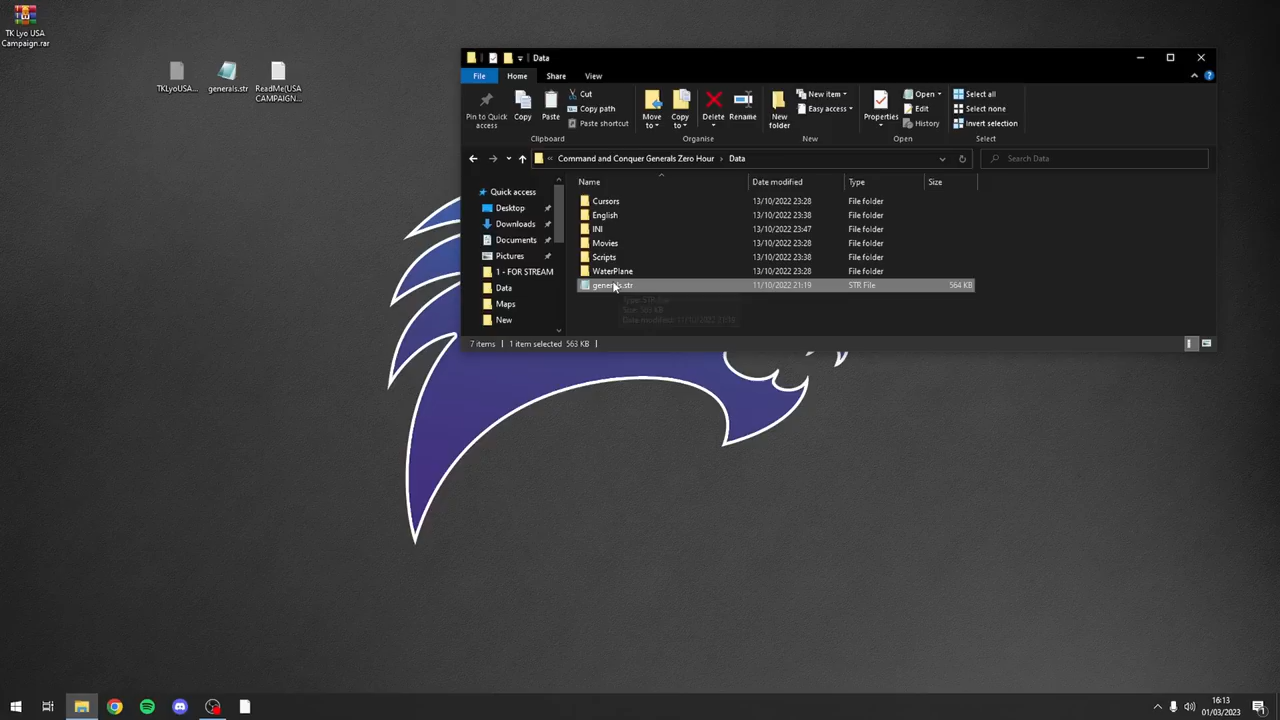 TK Lyo USA
Campaign.rar
TKLyoUSA...
generals.str
ReadMe(USA
CAMPAIGN...
Data
File
Home
Share
View
Pin to Quick
access
Copy
Paste
Cut
Copy path
Paste shortcut
Clipboard
Move
to
Copy
to
Delete
Rename
Organise
New
folder
New item
Easy access
New
Properties
Open
Edit
History
Open
Select all
Select none
Invert selection
Select
« Command and Conquer Generals Zero Hour › Data
Search Data
Quick access
Desktop
Downloads
Documents
Pictures
1 - FOR STREAM
Data
Maps
New
Name Date modified Type Size
Cursors 13/10/2022 23:28 File folder
English 13/10/2022 23:38 File folder
INI 13/10/2022 23:47 File folder
Movies 13/10/2022 23:28 File folder
Scripts 13/10/2022 23:38 File folder
WaterPlane 13/10/2022 23:28 File folder
generals.str 11/10/2022 21:19 STR File 564 KB
7 items
1 item selected 563 KB
16:13
01/03/2023